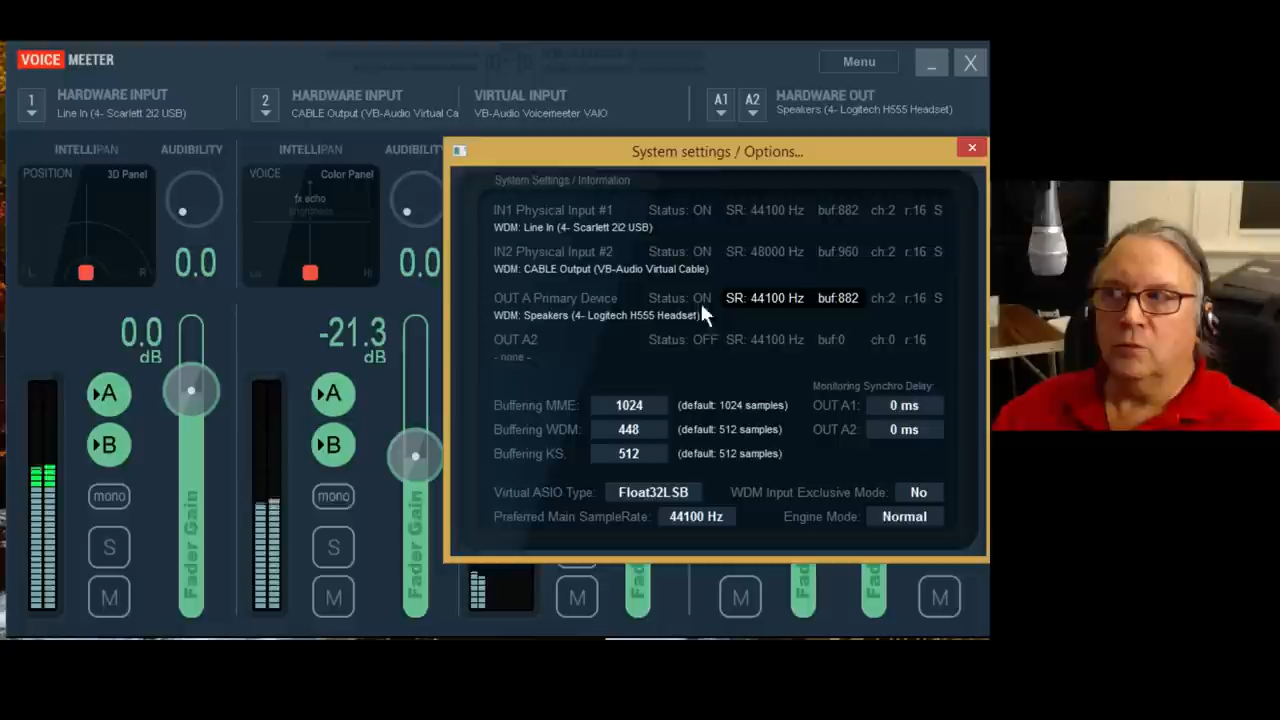 VOICE MEETER
Menu
_
X
1
HARDWARE INPUT
Line In (4- Scarlett 2i2 USB)
2
HARDWARE INPUT
CABLE Output (VB-Audio Virtual Ca
VIRTUAL INPUT
VB-Audio Voicemeeter VAIO
A1
A2
HARDWARE OUT
Speakers (4- Logitech H555 Headset)
INTELLIPAN
AUDIBILITY
INTELLIPAN
AUDIBILITY
POSITION
3D Panel
L
R
0.0
VOICE
Color Panel
fx echo
brightness
0.0
0.0
dB
-21.3
dB
A
B
mono
S
M
Fader Gain
A
B
mono
S
M
Fader Gain
M
M
M
System settings / Options...
System Settings / Information
IN1 Physical Input #1 Status: ON SR: 44100 Hz buf:882 ch:2 r:16 S
WDM: Line In (4- Scarlett 2i2 USB)
IN2 Physical Input #2 Status: ON SR: 48000 Hz buf:960 ch:2 r:16 S
WDM: CABLE Output (VB-Audio Virtual Cable)
OUT A Primary Device Status: ON SR: 44100 Hz buf:882 ch:2 r:16 S
WDM: Speakers (4- Logitech H555 Headset)
OUT A2 Status: OFF SR: 44100 Hz buf:0 ch:0 r:16
- none -
Monitoring Synchro Delay:
Buffering MME: 1024 (default: 1024 samples) OUT A1: 0 ms
Buffering WDM: 448 (default: 512 samples) OUT A2: 0 ms
Buffering KS: 512 (default: 512 samples)
Virtual ASIO Type: Float32LSB WDM Input Exclusive Mode: No
Preferred Main SampleRate: 44100 Hz Engine Mode: Normal